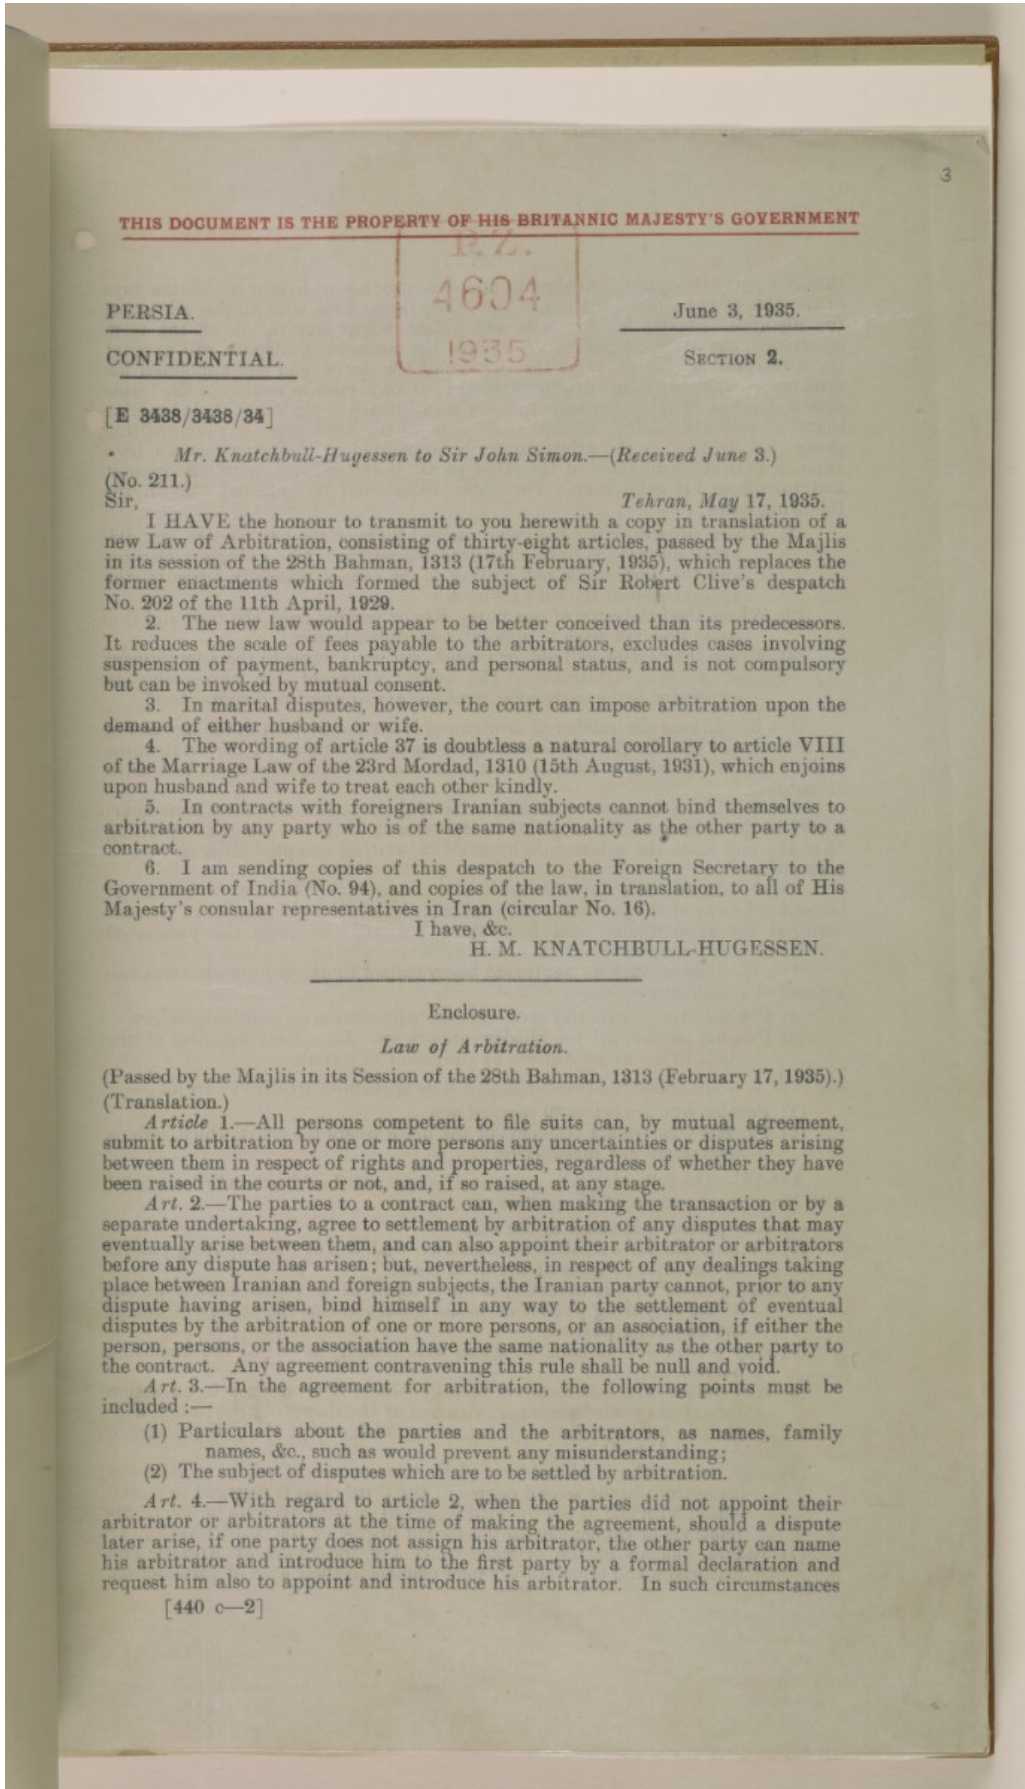 3
THIS DOCUMENT IS THE PROPERTY OF HIS BRITANNIC MAJESTY'S GOVERNMENT
P.Z.
4604
1935
PERSIA.
June 3, 1935.
CONFIDENTIAL.
SECTION 2.
[E 3438/3438/34]
Mr. Knatchbull-Hugessen to Sir John Simon.—(Received June 3.)
(No. 211.)
Sir, Tehran, May 17, 1935.
I HAVE the honour to transmit to you herewith a copy in translation of a
new Law of Arbitration, consisting of thirty-eight articles, passed by the Majlis
in its session of the 28th Bahman, 1313 (17th February, 1935), which replaces the
former enactments which formed the subject of Sir Robert Clive's despatch
No. 202 of the 11th April, 1929.
2. The new law would appear to be better conceived than its predecessors.
It reduces the scale of fees payable to the arbitrators, excludes cases involving
suspension of payment, bankruptcy, and personal status, and is not compulsory
but can be invoked by mutual consent.
3. In marital disputes, however, the court can impose arbitration upon the
demand of either husband or wife.
4. The wording of article 37 is doubtless a natural corollary to article VIII
of the Marriage Law of the 23rd Mordad, 1310 (15th August, 1931), which enjoins
upon husband and wife to treat each other kindly.
5. In contracts with foreigners Iranian subjects cannot bind themselves to
arbitration by any party who is of the same nationality as the other party to a
contract.
6. I am sending copies of this despatch to the Foreign Secretary to the
Government of India (No. 94), and copies of the law, in translation, to all of His
Majesty's consular representatives in Iran (circular No. 16).
I have, &c.
H. M. KNATCHBULL-HUGESSEN.
Enclosure.
Law of Arbitration.
(Passed by the Majlis in its Session of the 28th Bahman, 1313 (February 17, 1935).)
(Translation.)
Article 1.—All persons competent to file suits can, by mutual agreement,
submit to arbitration by one or more persons any uncertainties or disputes arising
between them in respect of rights and properties, regardless of whether they have
been raised in the courts or not, and, if so raised, at any stage.
Art. 2.—The parties to a contract can, when making the transaction or by a
separate undertaking, agree to settlement by arbitration of any disputes that may
eventually arise between them, and can also appoint their arbitrator or arbitrators
before any dispute has arisen; but, nevertheless, in respect of any dealings taking
place between Iranian and foreign subjects, the Iranian party cannot, prior to any
dispute having arisen, bind himself in any way to the settlement of eventual
disputes by the arbitration of one or more persons, or an association, if either the
person, persons, or the association have the same nationality as the other party to
the contract. Any agreement contravening this rule shall be null and void.
Art. 3.—In the agreement for arbitration, the following points must be
included :—
(1) Particulars about the parties and the arbitrators, as names, family
names, &c., such as would prevent any misunderstanding;
(2) The subject of disputes which are to be settled by arbitration.
Art. 4.—With regard to article 2, when the parties did not appoint their
arbitrator or arbitrators at the time of making the agreement, should a dispute
later arise, if one party does not assign his arbitrator, the other party can name
his arbitrator and introduce him to the first party by a formal declaration and
request him also to appoint and introduce his arbitrator. In such circumstances
[440 c—2]